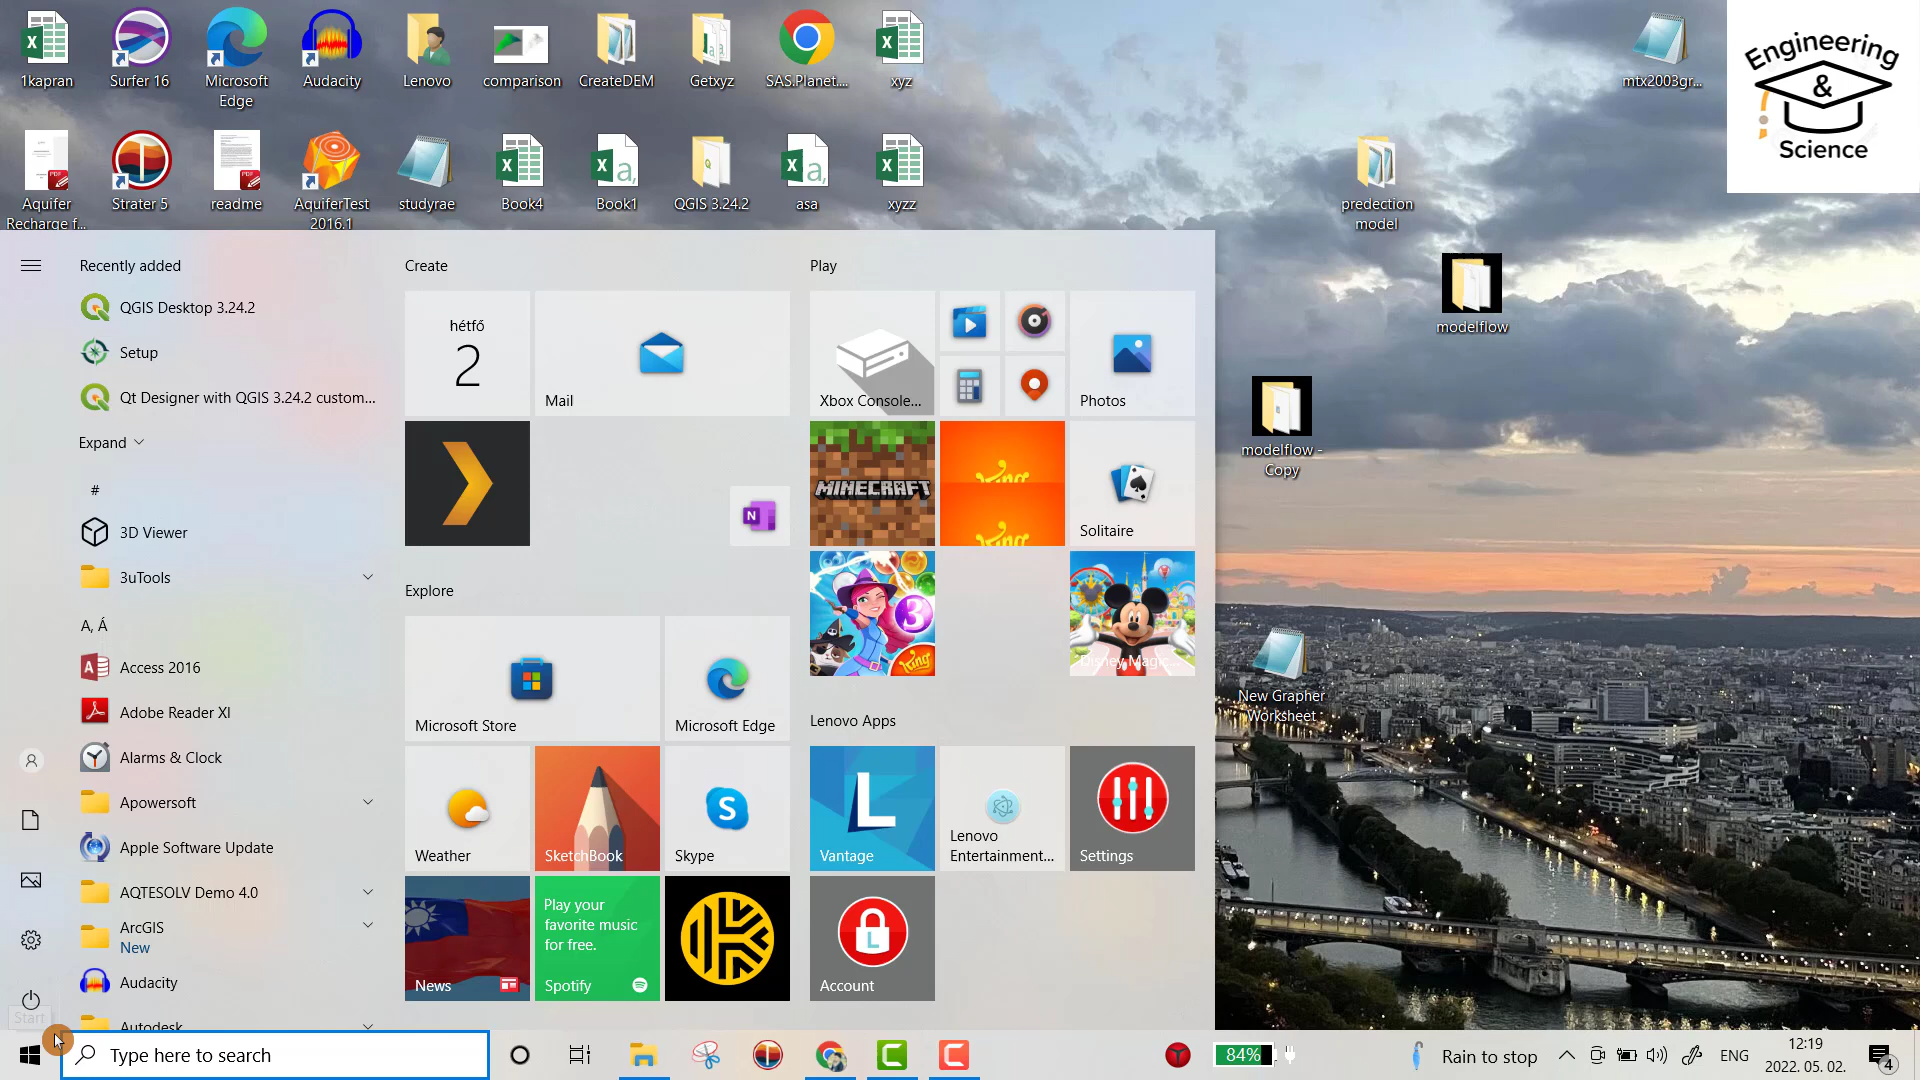 1kapran
Surfer 16
Microsoft
Edge
Audacity
Lenovo
comparison
CreateDEM
Getxyz
SAS.Planet....
xyz
mtx2003gr...
Engineering
&
Science
Aquifer
Recharge f...
Strater 5
readme
AquiferTest
2016.1
studyrae
Book4
Book1
QGIS 3.24.2
asa
xyzz
predection
model
modelflow
modelflow -
Copy
New Grapher
Worksheet
Recently added
QGIS Desktop 3.24.2
Setup
Qt Designer with QGIS 3.24.2 custom...
Expand
#
3D Viewer
3uTools
A, Á
Access 2016
Adobe Reader XI
Alarms & Clock
Apowersoft
Apple Software Update
AQTESOLV Demo 4.0
ArcGIS
New
Audacity
Autodesk
Start
Create
hétfő
2
Mail
Explore
Microsoft Store
Microsoft Edge
Weather
SketchBook
Skype
News
Play your
favorite music
for free.
Spotify
Play
Xbox Console...
Photos
MINECRAFT
King
King
Solitaire
3
King
Disney Magic...
Lenovo Apps
Vantage
Lenovo
Entertainment...
Settings
Account
Type here to search
84%
Rain to stop
ENG
12:19
2022. 05. 02.
4